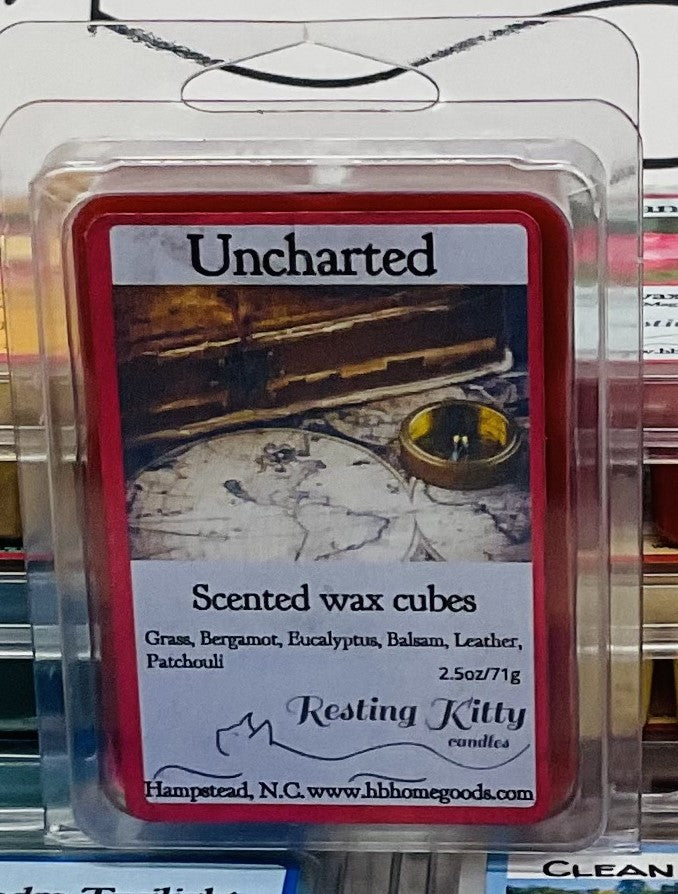 Uncharted
Scented wax cubes
Grass, Bergamot, Eucalyptus, Balsam, Leather,
Patchouli
2.5oz/71g
Resting Kitty
candles
Hampstead, N.C. www.hbhomegoods.com
CLEAN